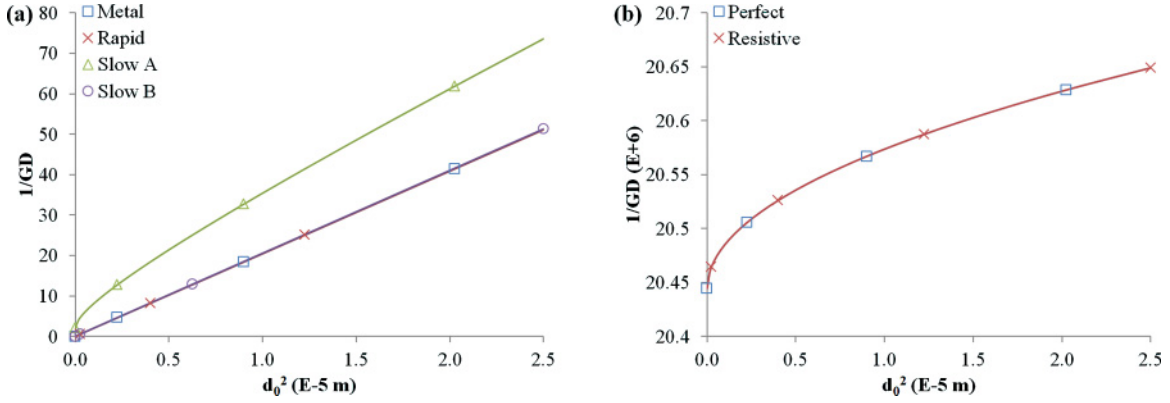 (a)
Metal
Rapid
Slow A
Slow B
1/GD
80
70
60
50
40
30
20
10
0
0.0 0.5 1.0 1.5 2.0 2.5
d₀² (E-5 m)
(b)
Perfect
Resistive
1/GD (E+6)
20.7
20.65
20.6
20.55
20.5
20.45
20.4
0.0 0.5 1.0 1.5 2.0 2.5
d₀² (E-5 m)